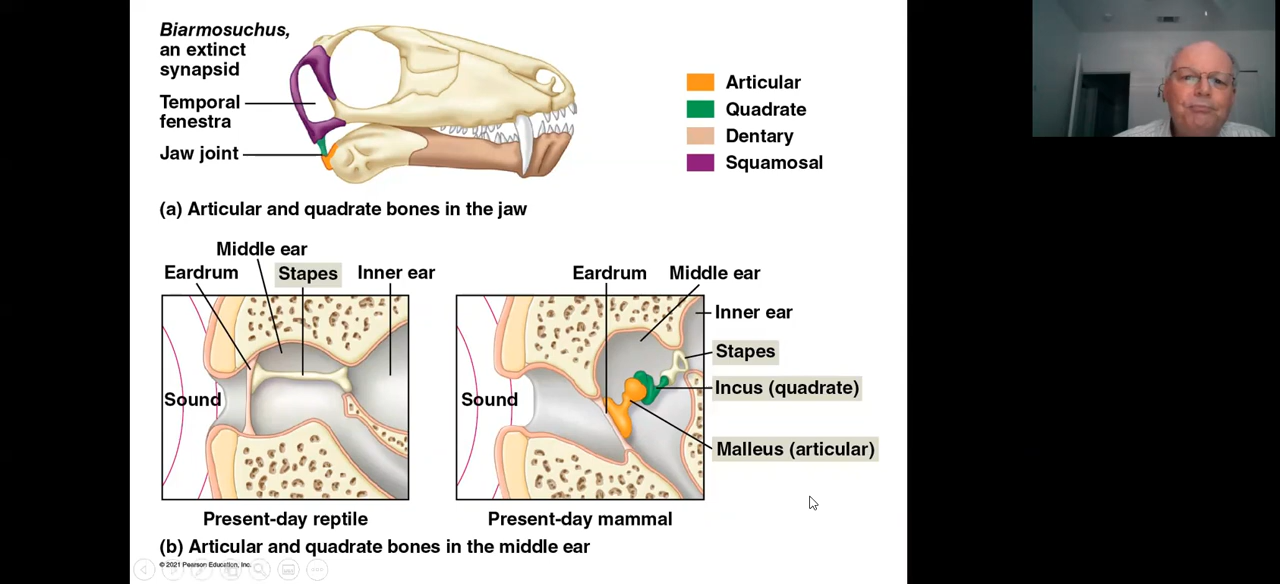 Biarmosuchus,
an extinct
synapsid
Temporal
fenestra
Jaw joint
Articular
Quadrate
Dentary
Squamosal
(a) Articular and quadrate bones in the jaw
Middle ear
Eardrum
Stapes
Inner ear
Sound
Present-day reptile
Eardrum
Middle ear
Inner ear
Stapes
Incus (quadrate)
Sound
Malleus (articular)
Present-day mammal
(b) Articular and quadrate bones in the middle ear
© 2021 Pearson Education, Inc.